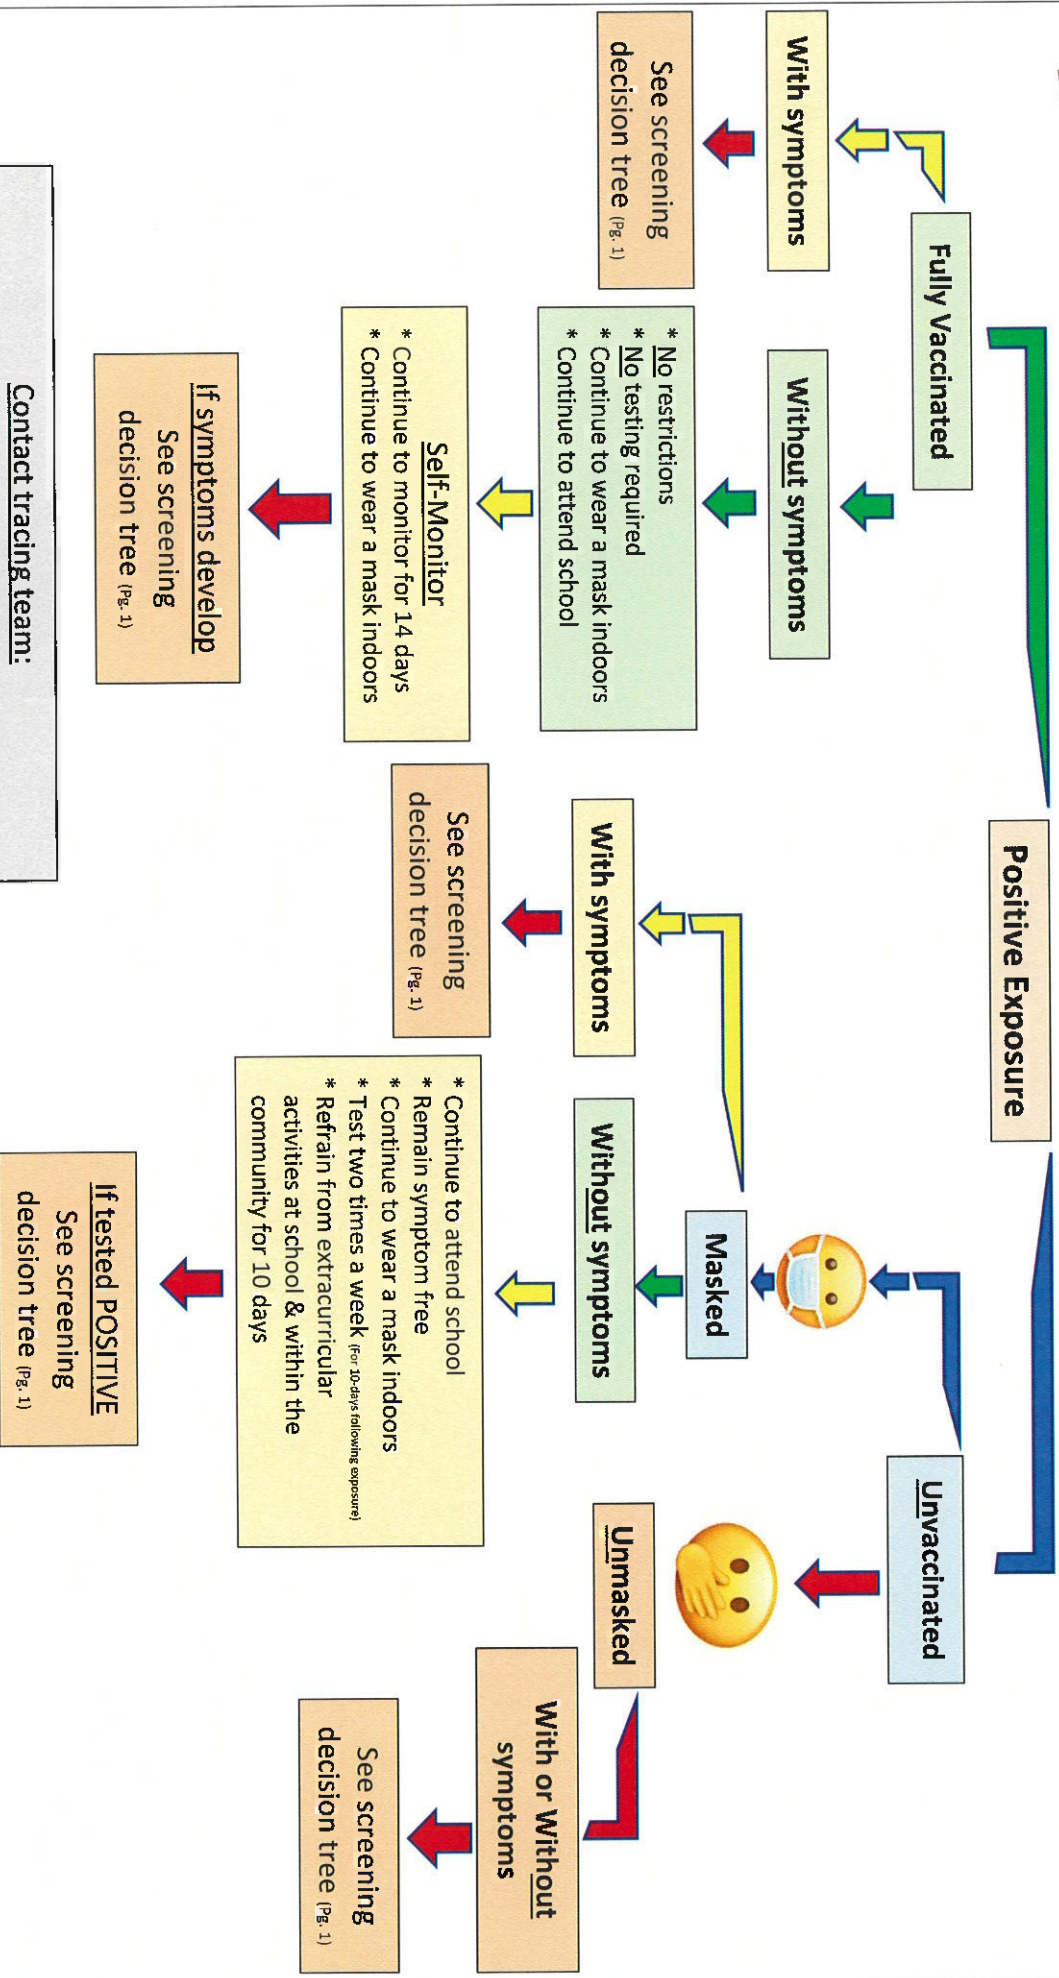 Positive Exposure
Fully Vaccinated
With symptoms
See screening
decision tree (Pg. 1)
Without symptoms
* No restrictions
* No testing required
* Continue to wear a mask indoors
* Continue to attend school
Self-Monitor
* Continue to monitor for 14 days
* Continue to wear a mask indoors
If symptoms develop
See screening
decision tree (Pg. 1)
Unvaccinated
Masked
With symptoms
See screening
decision tree (Pg. 1)
Without symptoms
* Continue to attend school
* Remain symptom free
* Continue to wear a mask indoors
* Test two times a week (For 10-days following exposure)
* Refrain from extracurricular
activities at school & within the
community for 10 days
If tested POSITIVE
See screening
decision tree (Pg. 1)
Unmasked
With or Without
symptoms
See screening
decision tree (Pg. 1)
Contact tracing team: